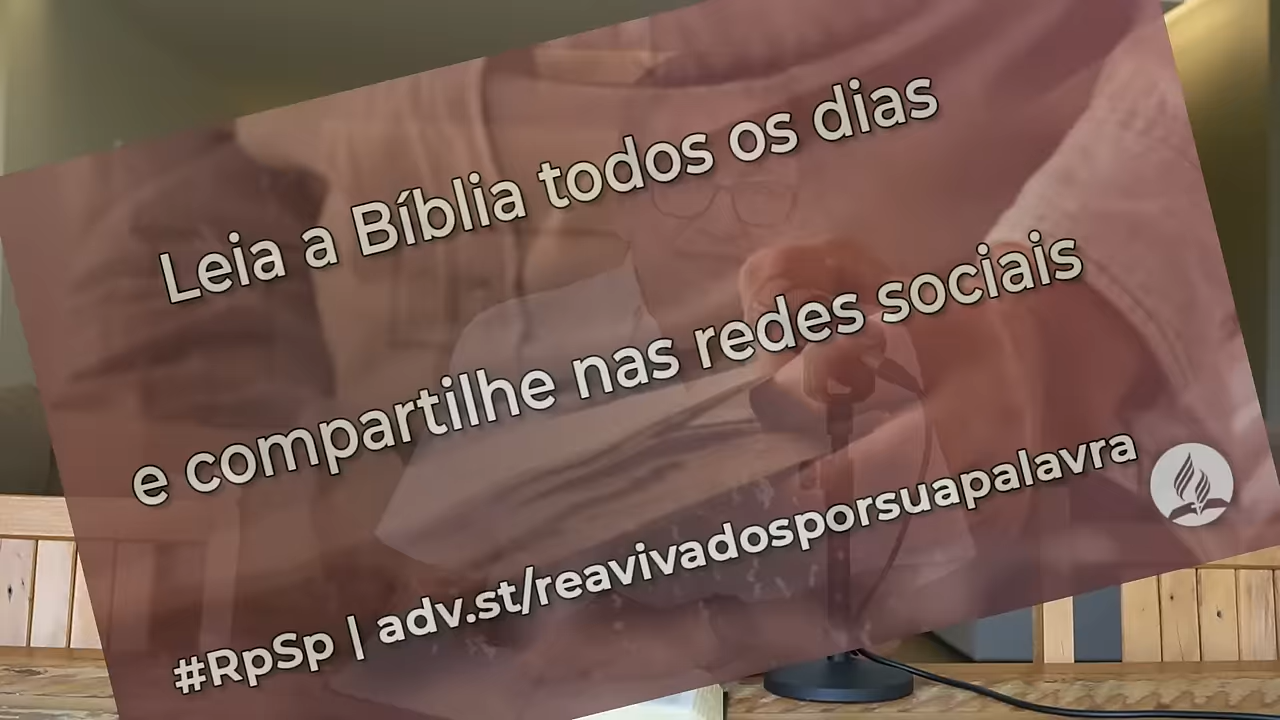 Leia a Bíblia todos os dias
e compartilhe nas redes sociais
#RpSp | adv.st/reavivadosporsuapalavra